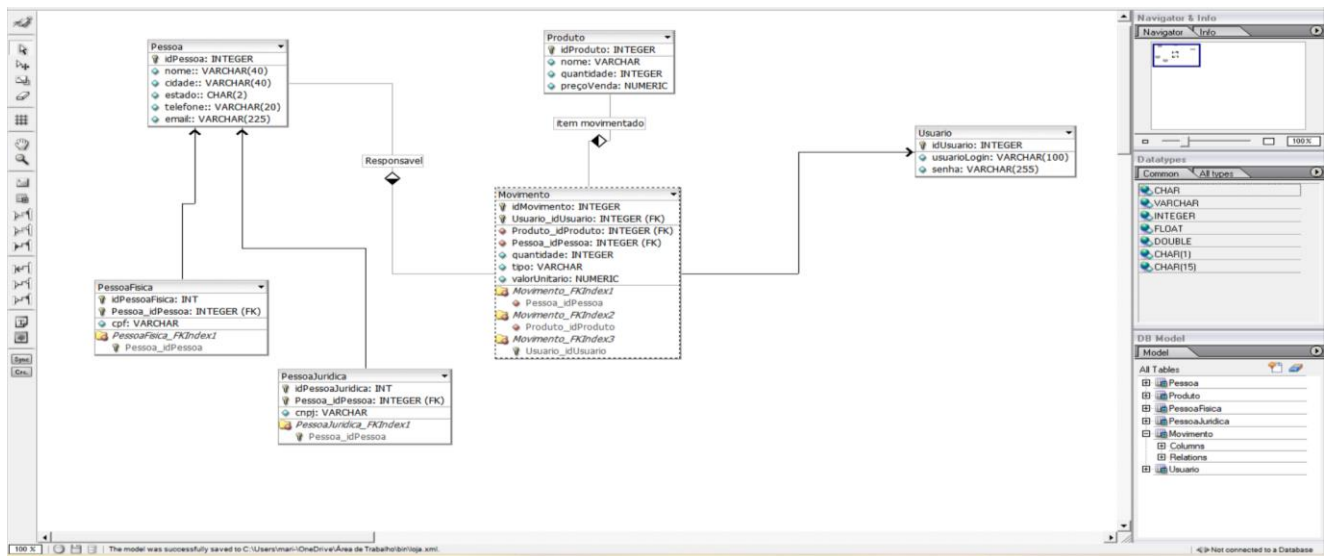 Pessoa
idPessoa: INTEGER
nome:: VARCHAR(40)
cidade:: VARCHAR(40)
estado:: CHAR(2)
telefone:: VARCHAR(20)
email:: VARCHAR(225)
Produto
idProduto: INTEGER
nome: VARCHAR
quantidade: INTEGER
preçoVenda: NUMERIC
item movimentado
Responsavel
Usuario
idUsuario: INTEGER
usuarioLogin: VARCHAR(100)
senha: VARCHAR(255)
Movimento
idMovimento: INTEGER
Usuario_idUsuario: INTEGER (FK)
Produto_idProduto: INTEGER (FK)
Pessoa_idPessoa: INTEGER (FK)
quantidade: INTEGER
tipo: VARCHAR
valorUnitario: NUMERIC
Movimento_FKIndex1
Pessoa_idPessoa
Movimento_FKIndex2
Produto_idProduto
Movimento_FKIndex3
Usuario_idUsuario
PessoaFisica
idPessoaFisica: INT
Pessoa_idPessoa: INTEGER (FK)
cpf: VARCHAR
PessoaFisica_FKIndex1
Pessoa_idPessoa
PessoaJuridica
idPessoaJuridica: INT
Pessoa_idPessoa: INTEGER (FK)
cnpj: VARCHAR
PessoaJuridica_FKIndex1
Pessoa_idPessoa
Navigator & Info
Navigator Info
100 %
Datatypes
Common All types
CHAR
VARCHAR
INTEGER
FLOAT
DOUBLE
CHAR(1)
CHAR(15)
DB Model
Model
All Tables
Pessoa
Produto
PessoaFisica
PessoaJuridica
Movimento
Columns
Relations
Usuario
Sync
100 % The model was successfully saved to C:\Users\mari-\OneDrive\Área de Trabalho\bin\loja.xml.
Not connected to a Database